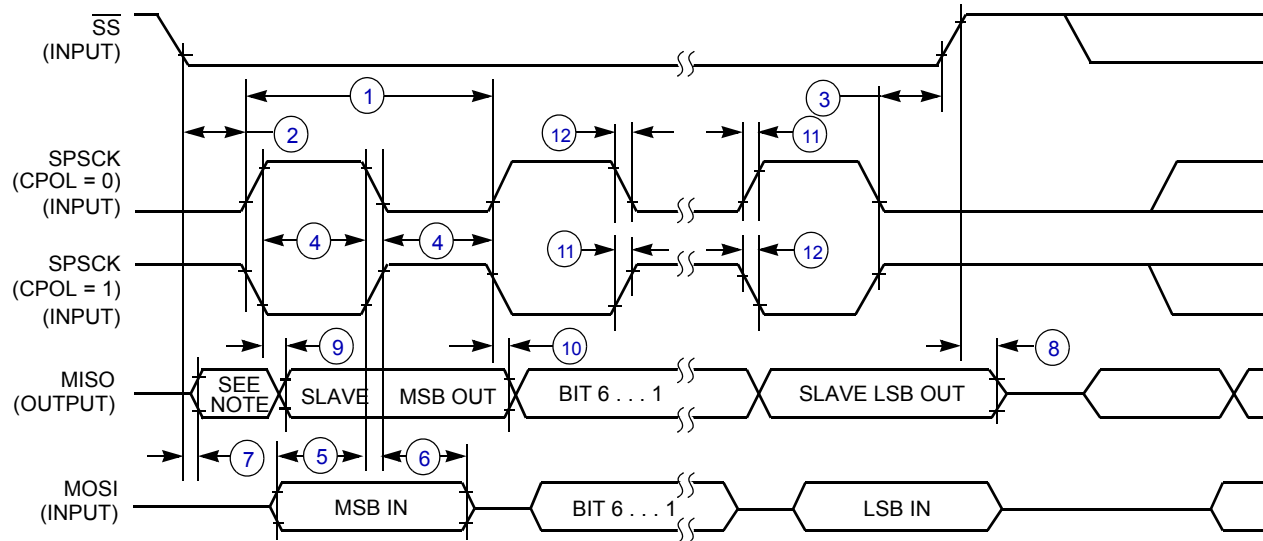 SS
(INPUT)
1
3
2
12
11
SPSCK
(CPOL = 0)
(INPUT)
4
4
11
12
SPSCK
(CPOL = 1)
(INPUT)
9
10
8
MISO
(OUTPUT)
SEE
NOTE
SLAVE
MSB OUT
BIT 6 . . . 1
SLAVE LSB OUT
7
5
6
MOSI
(INPUT)
MSB IN
BIT 6 . . . 1
LSB IN